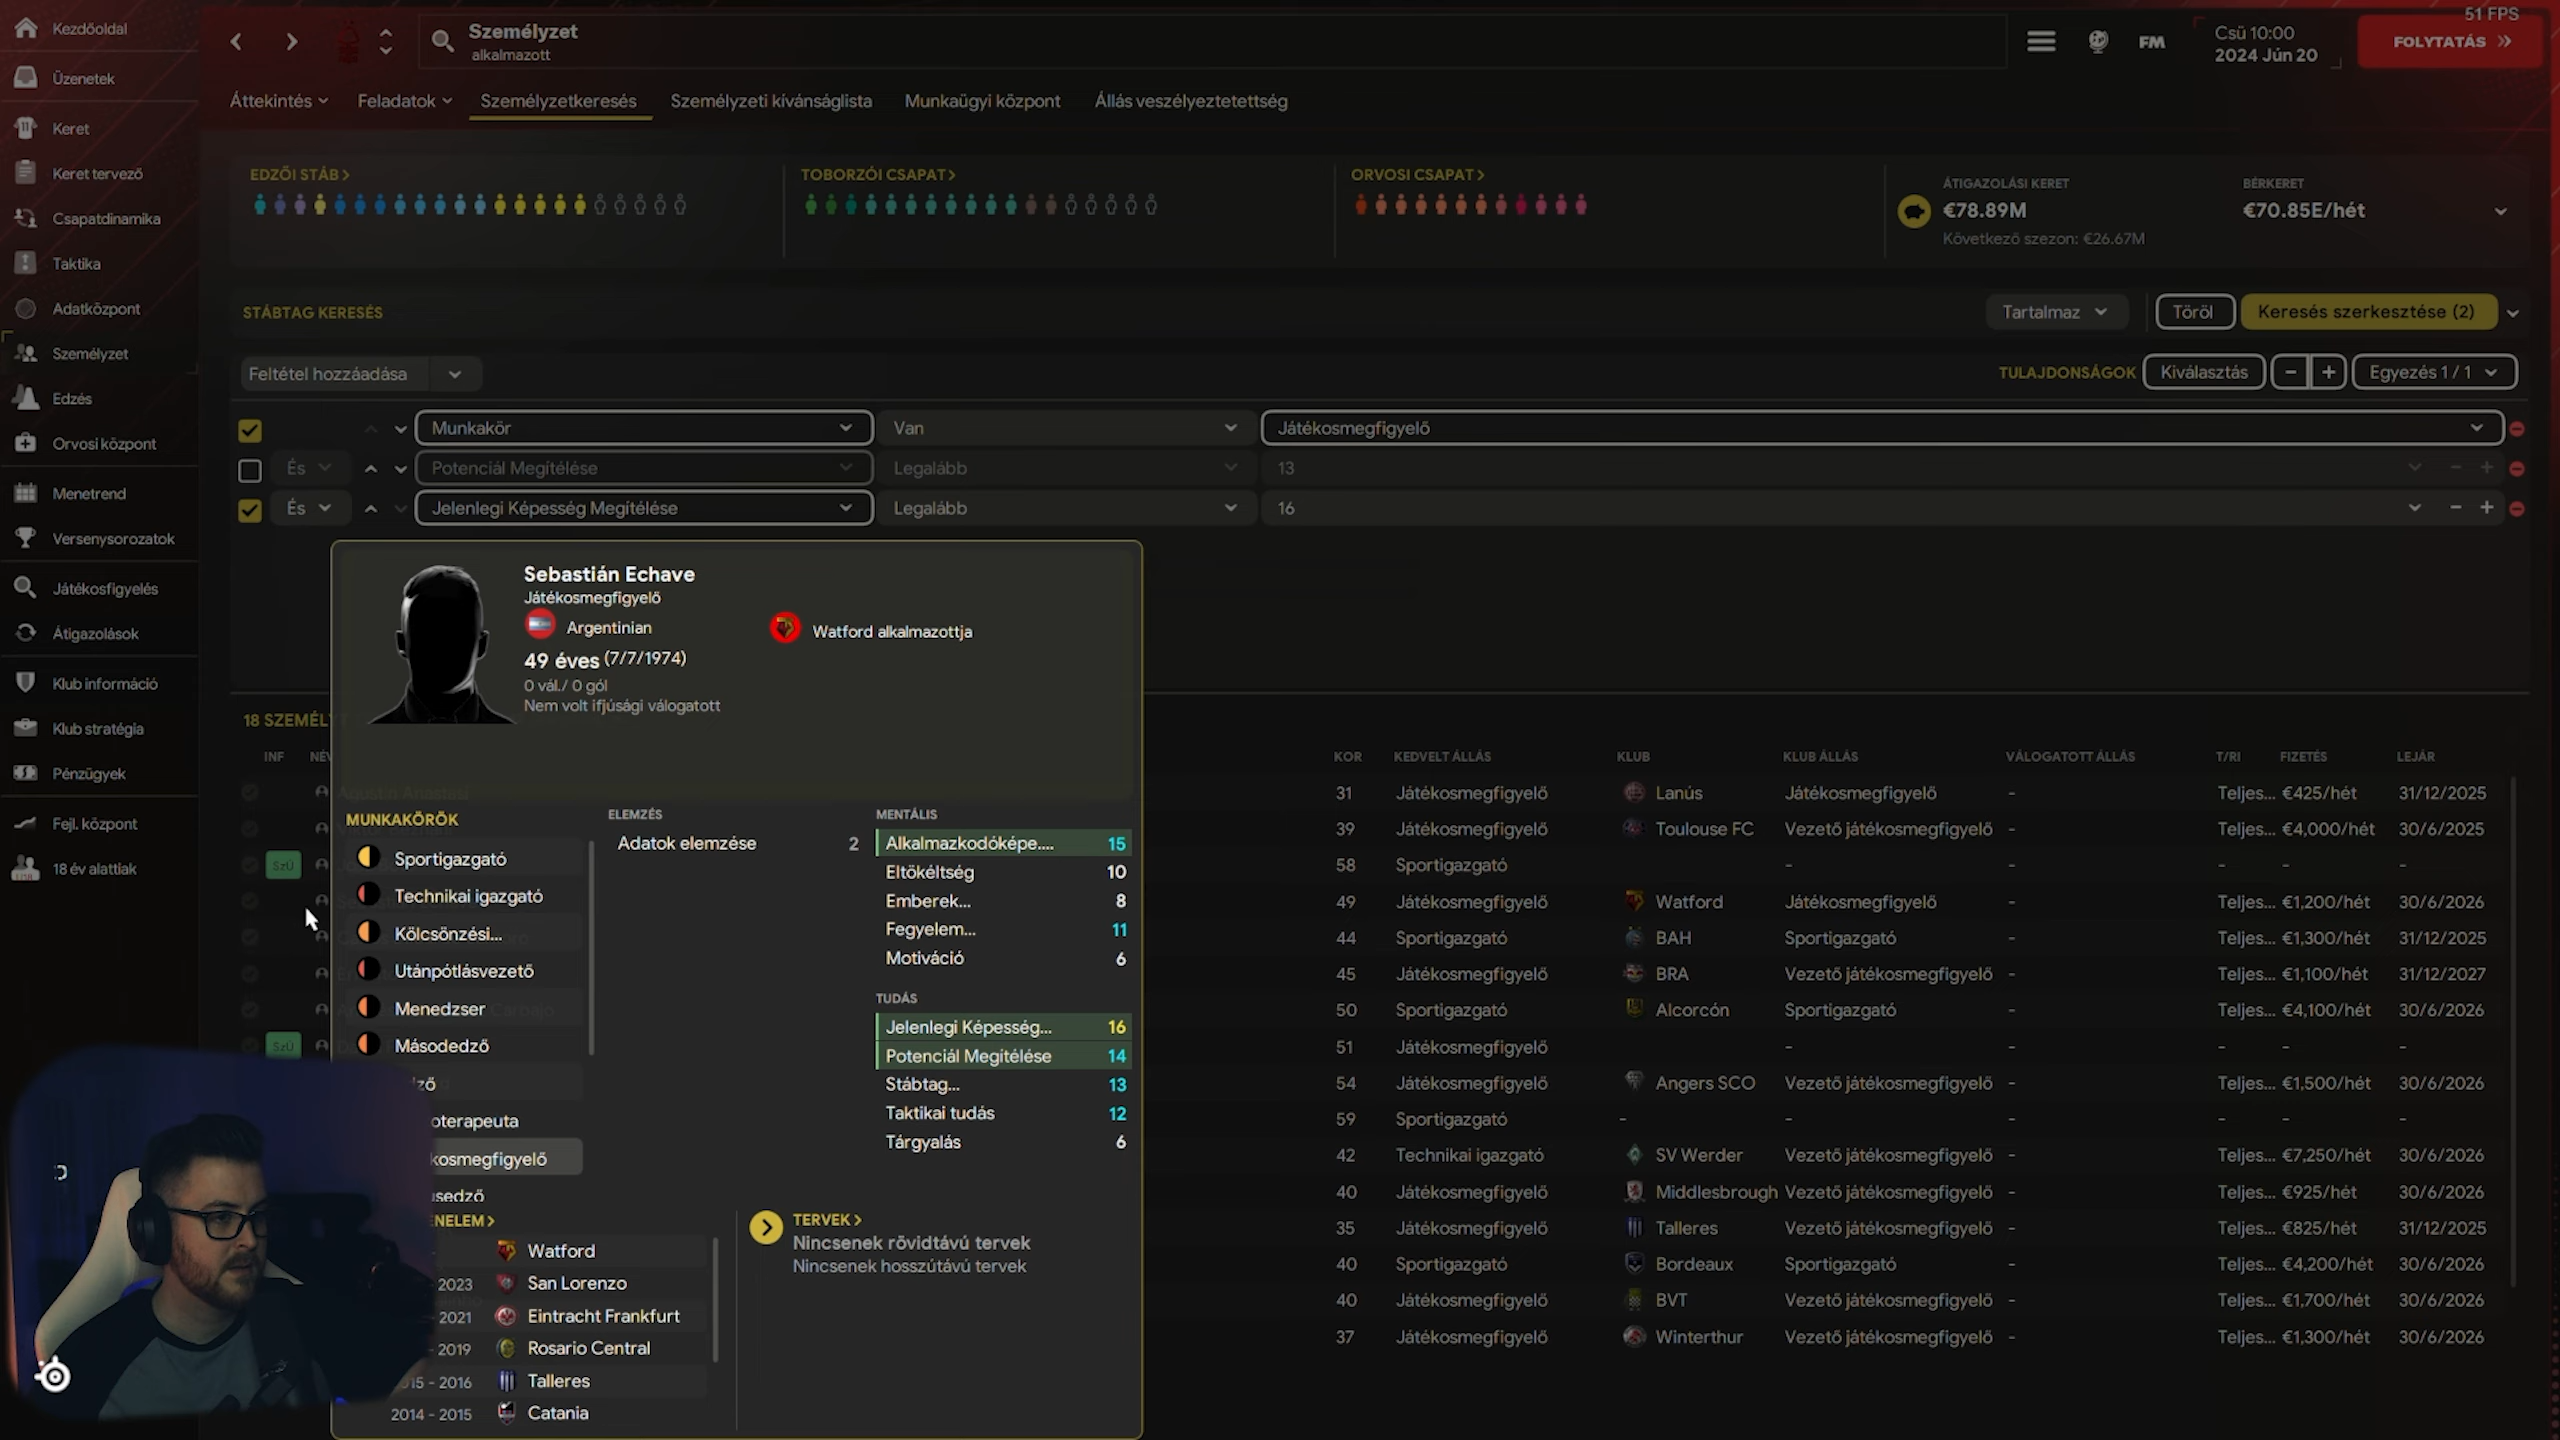 51 FPS
Kezdőoldal
Üzenetek
Keret
Keret tervező
Csapatdinamika
Taktika
Adatközpont
Személyzet
Edzés
Orvosi központ
Menetrend
Versenysorozatok
Játékosfigyelés
Átigazolások
Klub információ
Klub stratégia
Pénzügyek
Fejl. központ
18 év alattiak
Személyzet
alkalmazott
FM
Csü 10:00
2024 Jún 20
FOLYTATÁS
Áttekintés
Feladatok
Személyzetkeresés
Személyzeti kívánságlista
Munkaügyi központ
Állás veszélyeztetettség
EDZŐI STÁB
TOBORZÓI CSAPAT
ORVOSI CSAPAT
ÁTIGAZOLÁSI KERET
€78.89M
Következő szezon: €26.67M
BÉRKERET
€70.85E/hét
STÁBTAG KERESÉS
Tartalmaz
Töröl
Keresés szerkesztése (2)
Feltétel hozzáadása
TULAJDONSÁGOK
Kiválasztás
Egyezés 1 / 1
Munkakör Van Játékosmegfigyelő
És Potenciál Megítélése Legalább 13
És Jelenlegi Képesség Megítélése Legalább 16
Sebastián Echave
Játékosmegfigyelő
Argentinian
49 éves (7/7/1974)
0 vál./ 0 gól
Nem volt ifjúsági válogatott
Watford alkalmazottja
MUNKAKÖRÖK
Sportigazgató
Technikai igazgató
Kölcsönzési...
Utánpótlásvezető
Menedzser
Másodedző
ző
oterapeuta
kosmegfigyelő
usedző
ELEMZÉS
Adatok elemzése 2
MENTÁLIS
Alkalmazkodóképe.... 15
Eltökéltség 10
Emberek... 8
Fegyelem... 11
Motiváció 6
TUDÁS
Jelenlegi Képesség... 16
Potenciál Megítélése 14
Stábtag... 13
Taktikai tudás 12
Tárgyalás 6
ENELEM
Watford
2023 San Lorenzo
- 2021 Eintracht Frankfurt
- 2019 Rosario Central
15 - 2016 Talleres
2014 - 2015 Catania
TERVEK
Nincsenek rövidtávú tervek
Nincsenek hosszútávú tervek
18 SZEMÉLY
INF NÉV KOR KEDVELT ÁLLÁS KLUB KLUB ÁLLÁS VÁLOGATOTT ÁLLÁS T/RI FIZETÉS LEJÁR
31 Játékosmegfigyelő Lanús Játékosmegfigyelő - Teljes... €425/hét 31/12/2025
39 Játékosmegfigyelő Toulouse FC Vezető játékosmegfigyelő - Teljes... €4,000/hét 30/6/2026
SzÜ 58 Sportigazgató - - - - -
49 Játékosmegfigyelő Watford Játékosmegfigyelő - Teljes... €1,200/hét 30/6/2026
44 Sportigazgató BAH Sportigazgató - Teljes... €1,300/hét 31/12/2025
45 Játékosmegfigyelő BRA Vezető játékosmegfigyelő - Teljes... €1,100/hét 31/12/2027
50 Sportigazgató Alcorcón Sportigazgató - Teljes... €4,100/hét 30/6/2026
SzÜ 51 Játékosmegfigyelő - - - - -
54 Játékosmegfigyelő Angers SCO Vezető játékosmegfigyelő - Teljes... €1,500/hét 30/6/2026
59 Sportigazgató - - - - - -
42 Technikai igazgató SV Werder Vezető játékosmegfigyelő - Teljes... €7,250/hét 30/6/2026
40 Játékosmegfigyelő Middlesbrough Vezető játékosmegfigyelő - Teljes... €925/hét 30/6/2026
35 Játékosmegfigyelő Talleres Vezető játékosmegfigyelő - Teljes... €825/hét 31/12/2025
40 Sportigazgató Bordeaux Sportigazgató - Teljes... €4,200/hét 30/6/2026
40 Játékosmegfigyelő BVT Vezető játékosmegfigyelő - Teljes... €1,700/hét 30/6/2026
37 Játékosmegfigyelő Winterthur Vezető játékosmegfigyelő - Teljes... €1,300/hét 30/6/2026